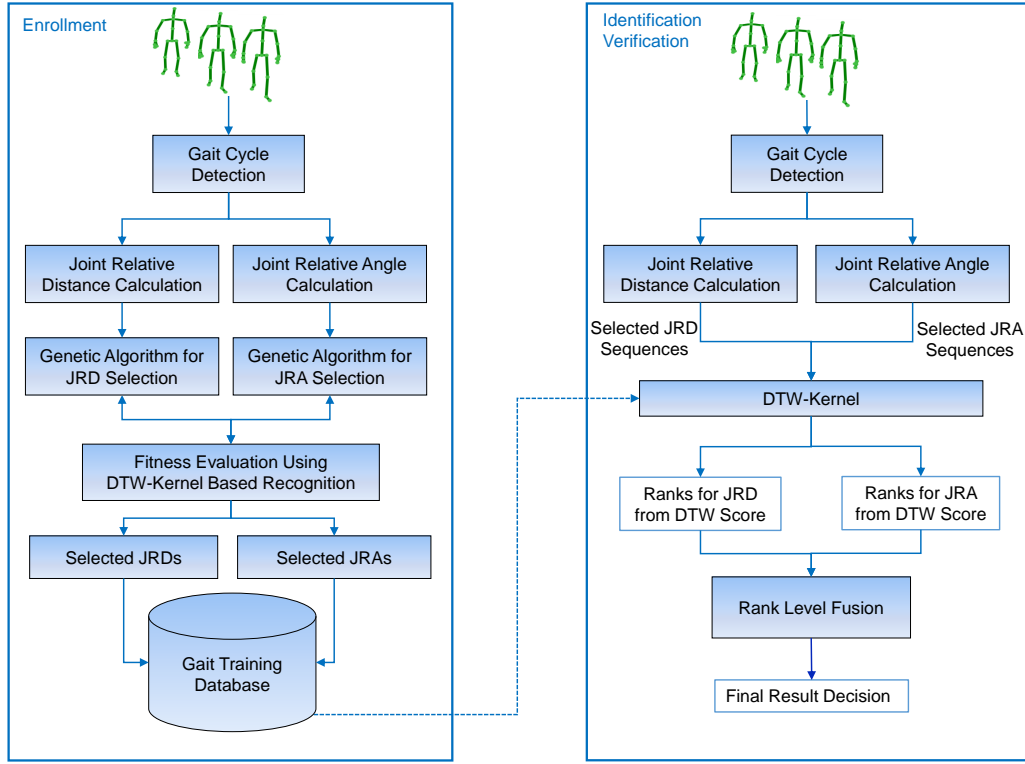 Enrollment
Gait Cycle
Detection
Joint Relative
Distance Calculation
Joint Relative Angle
Calculation
Genetic Algorithm for
JRD Selection
Genetic Algorithm for
JRA Selection
Fitness Evaluation Using
DTW-Kernel Based Recognition
Selected JRDs
Selected JRAs
Gait Training
Database
Identification
Verification
Gait Cycle
Detection
Joint Relative
Distance Calculation
Joint Relative Angle
Calculation
Selected JRD
Sequences
Selected JRA
Sequences
DTW-Kernel
Ranks for JRD
from DTW Score
Ranks for JRA
from DTW Score
Rank Level Fusion
Final Result Decision